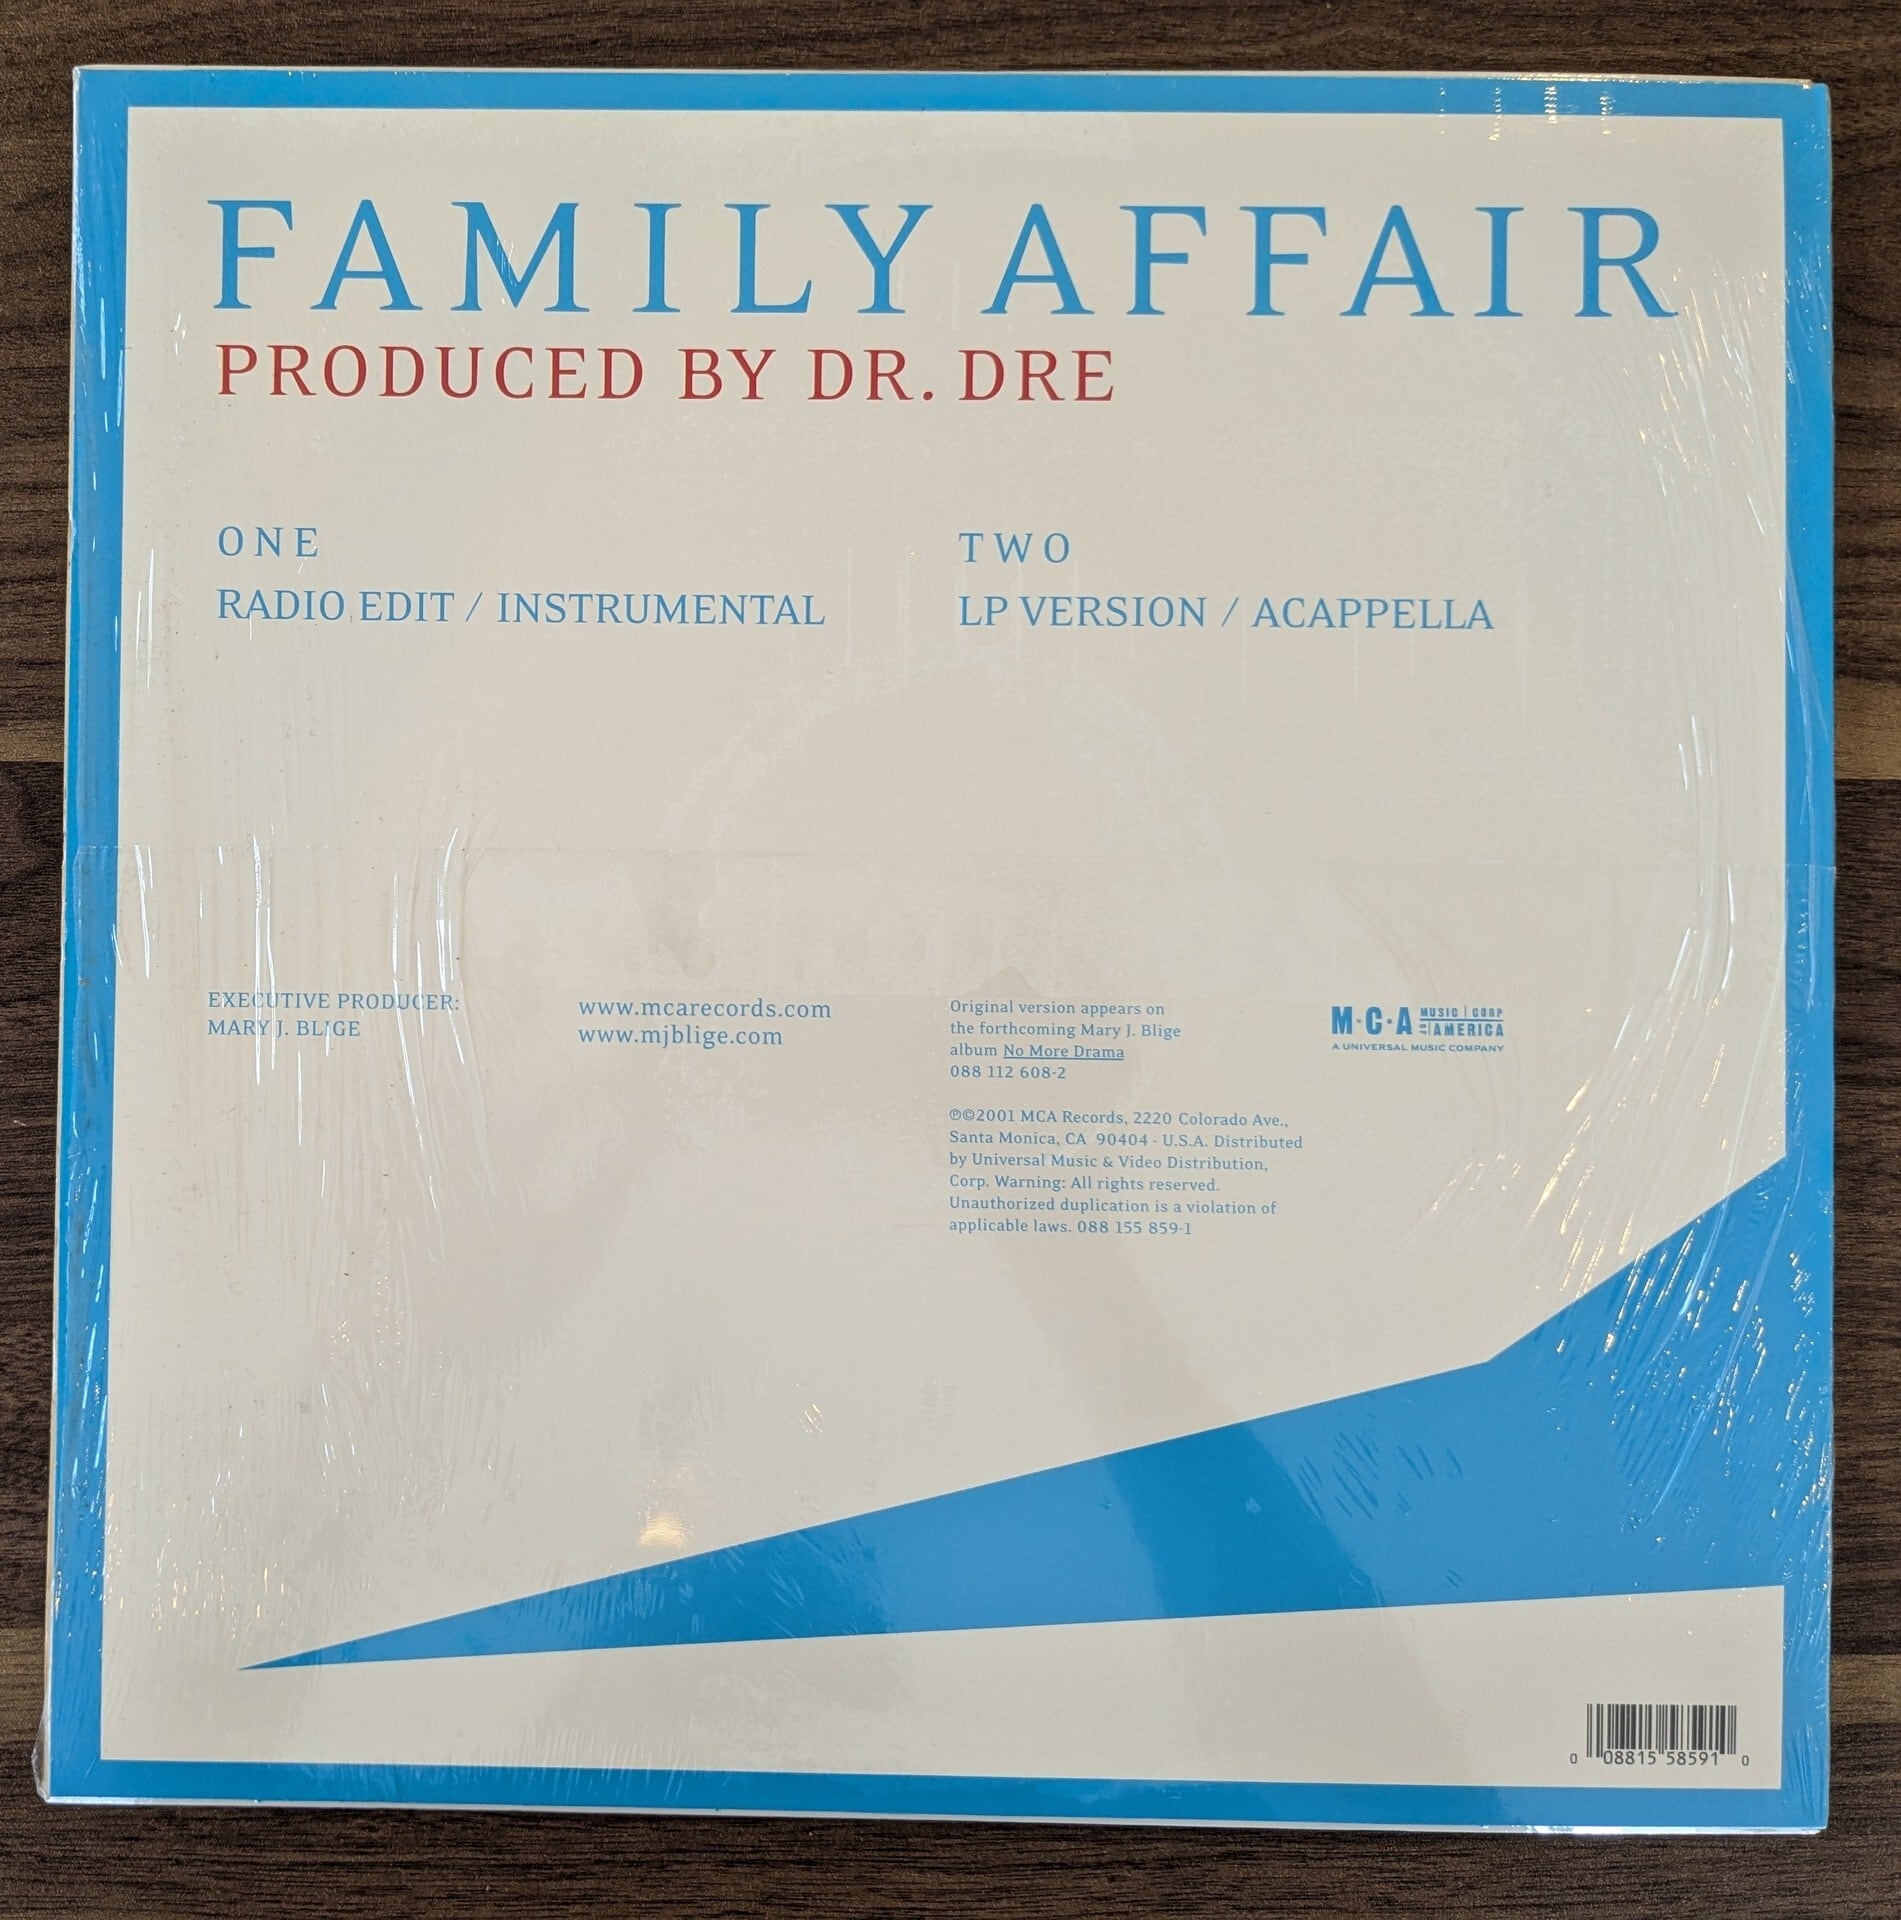 FAMILY AFFAIR
PRODUCED BY DR. DRE
ONE
RADIO EDIT / INSTRUMENTAL
TWO
LP VERSION / ACAPPELLA
EXECUTIVE PRODUCER:
MARY J. BLIGE
www.mcarecords.com
www.mjblige.com
Original version appears on
the forthcoming Mary J. Blige
album No More Drama
088 112 608-2
℗©2001 MCA Records, 2220 Colorado Ave.,
Santa Monica, CA 90404 - U.S.A. Distributed
by Universal Music & Video Distribution,
Corp. Warning: All rights reserved.
Unauthorized duplication is a violation of
applicable laws. 088 155 859-1
M·C·A MUSIC CORP
OF AMERICA
A UNIVERSAL MUSIC COMPANY
0 08815 58591 0